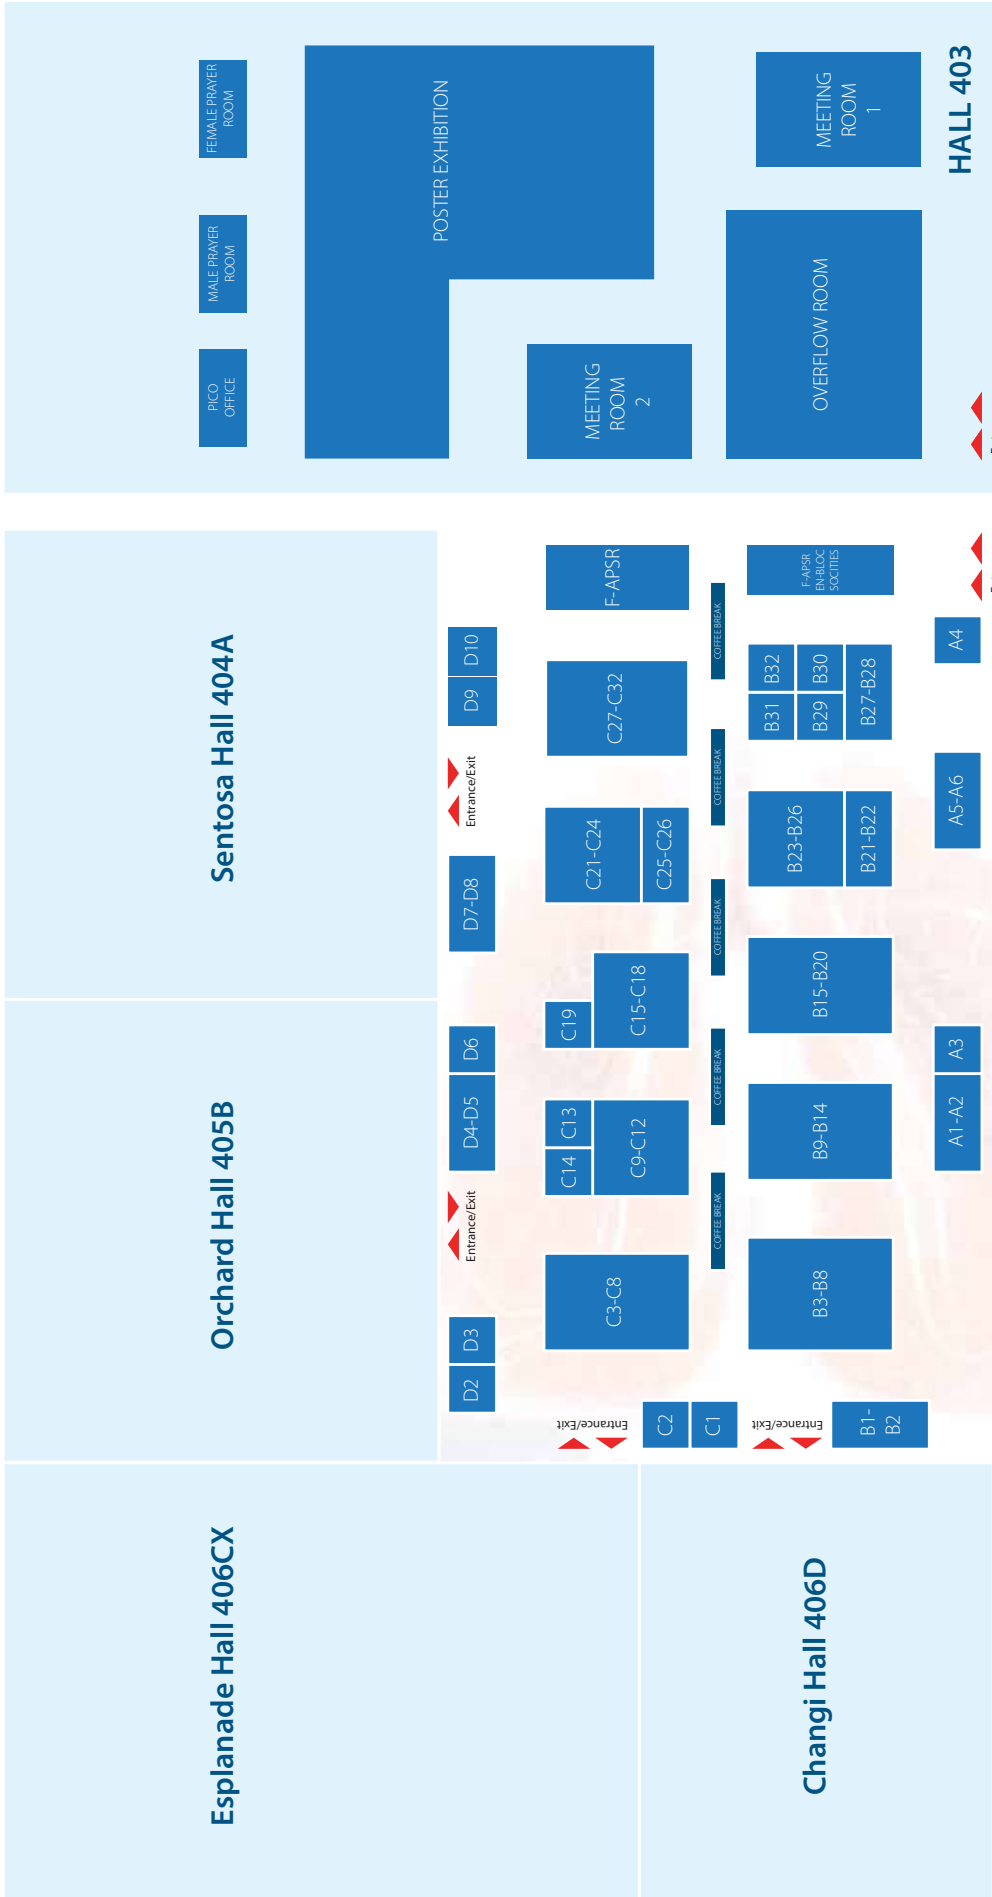 Esplanade Hall 406CX
Orchard Hall 405B
Sentosa Hall 404A
PICO
OFFICE
MALE PRAYER
ROOM
FEMALE PRAYER
ROOM
POSTER EXHIBITION
D2
D3
Entrance/Exit
D4-D5
D6
D7-D8
Entrance/Exit
D9
D10
Entrance/Exit
C2
C1
C3-C8
C14
C13
C9-C12
C19
C15-C18
C21-C24
C25-C26
C27-C32
F-APSR
MEETING
ROOM
2
COFFEE BREAK
COFFEE BREAK
COFFEE BREAK
COFFEE BREAK
COFFEE BREAK
Changi Hall 406D
Entrance/Exit
B1-
B2
B3-B8
B9-B14
B15-B20
B23-B26
B21-B22
B31
B32
B29
B30
B27-B28
F-APSR
EN-BLOC
SOCITIES
OVERFLOW ROOM
MEETING
ROOM
1
A1-A2
A3
A5-A6
A4
HALL 403